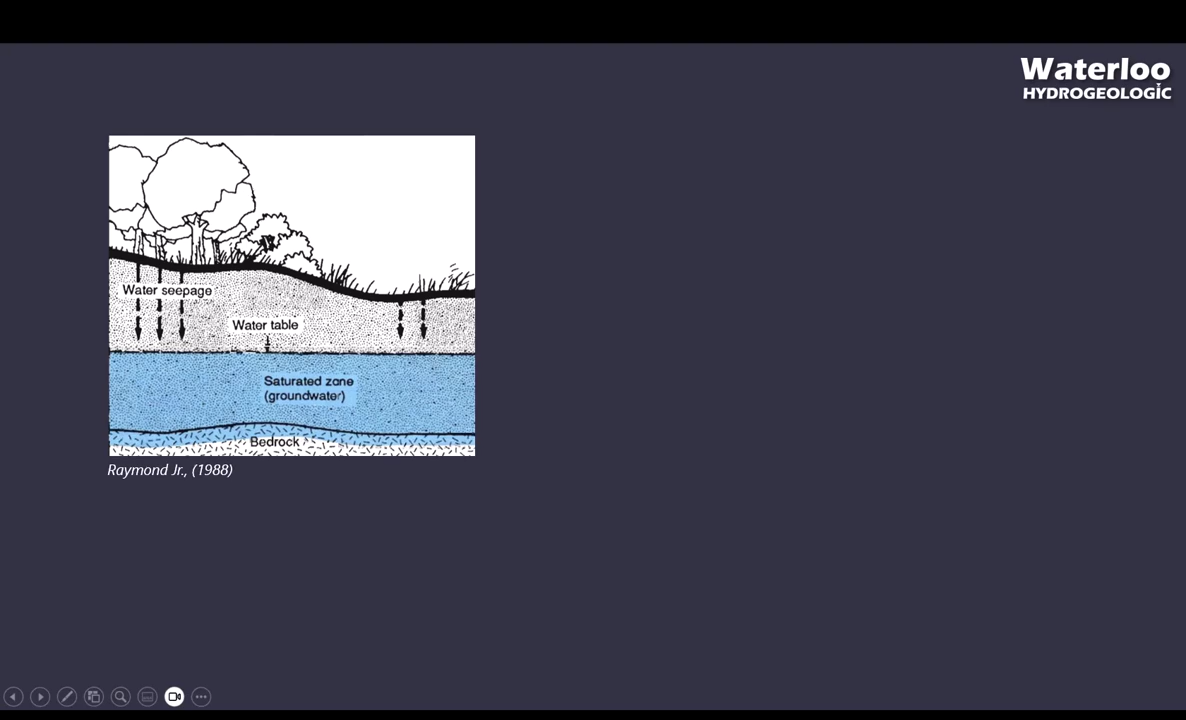 Waterloo
HYDROGEOLOGIC
Water seepage
Water table
Saturated zone
(groundwater)
Bedrock
Raymond Jr., (1988)